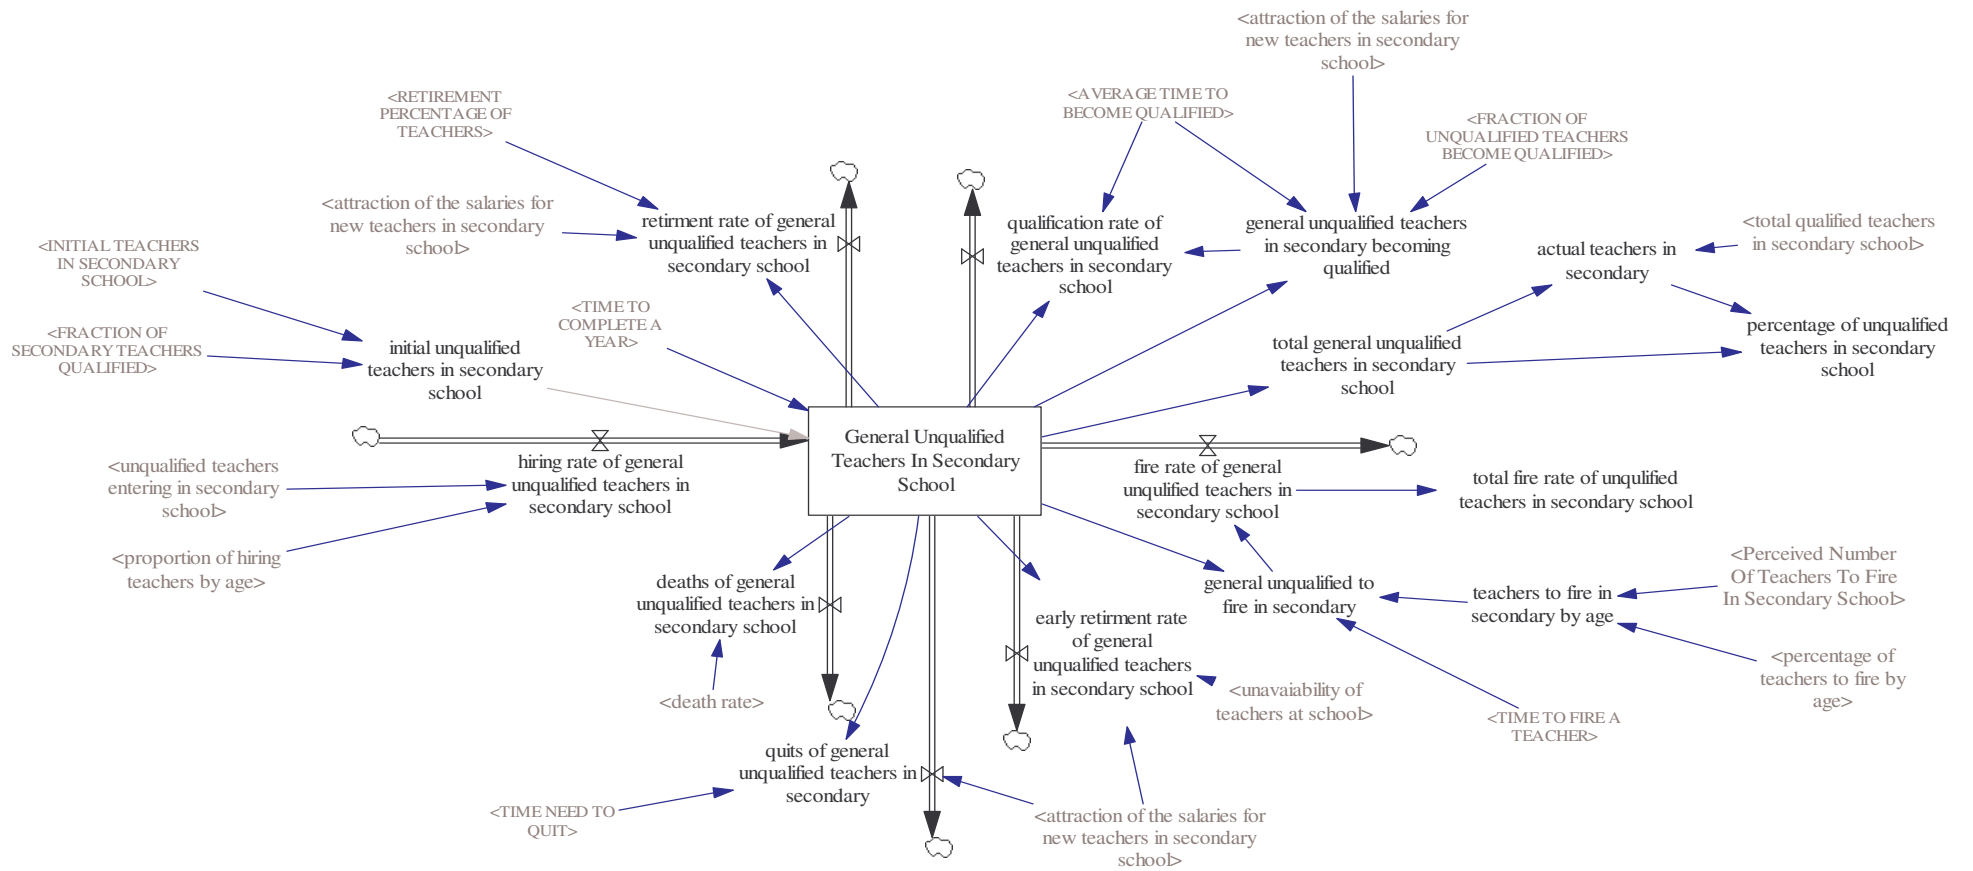 <attraction of the salaries for
new teachers in secondary
school>
<RETIREMENT
PERCENTAGE OF
TEACHERS>
<AVERAGE TIME TO
BECOME QUALIFIED>
<FRACTION OF
UNQUALIFIED TEACHERS
BECOME QUALIFIED>
<attraction of the salaries for
new teachers in secondary
school>
retirment rate of general
unqualified teachers in
secondary school
qualification rate of
general unqualified
teachers in secondary
school
general unqualified teachers
in secondary becoming
qualified
<total qualified teachers
in secondary school>
actual teachers in
secondary
<INITIAL TEACHERS
IN SECONDARY
SCHOOL>
<TIME TO
COMPLETE A
YEAR>
<FRACTION OF
SECONDARY TEACHERS
QUALIFIED>
initial unqualified
teachers in secondary
school
total general unqualified
teachers in secondary
school
percentage of unqualified
teachers in secondary
school
General Unqualified
Teachers In Secondary
School
<unqualified teachers
entering in secondary
school>
hiring rate of general
unqualified teachers in
secondary school
fire rate of general
unqulified teachers in
secondary school
total fire rate of unqulified
teachers in secondary school
<proportion of hiring
teachers by age>
deaths of general
unqualified teachers in
secondary school
general unqualified to
fire in secondary
teachers to fire in
secondary by age
<Perceived Number
Of Teachers To Fire
In Secondary School>
early retirment rate
of general
unqualified teachers
in secondary school
<death rate>
<unavaiability of
teachers at school>
<percentage of
teachers to fire by
age>
<TIME TO FIRE A
TEACHER>
quits of general
unqualified teachers in
secondary
<TIME NEED TO
QUIT>
<attraction of the salaries for
new teachers in secondary
school>